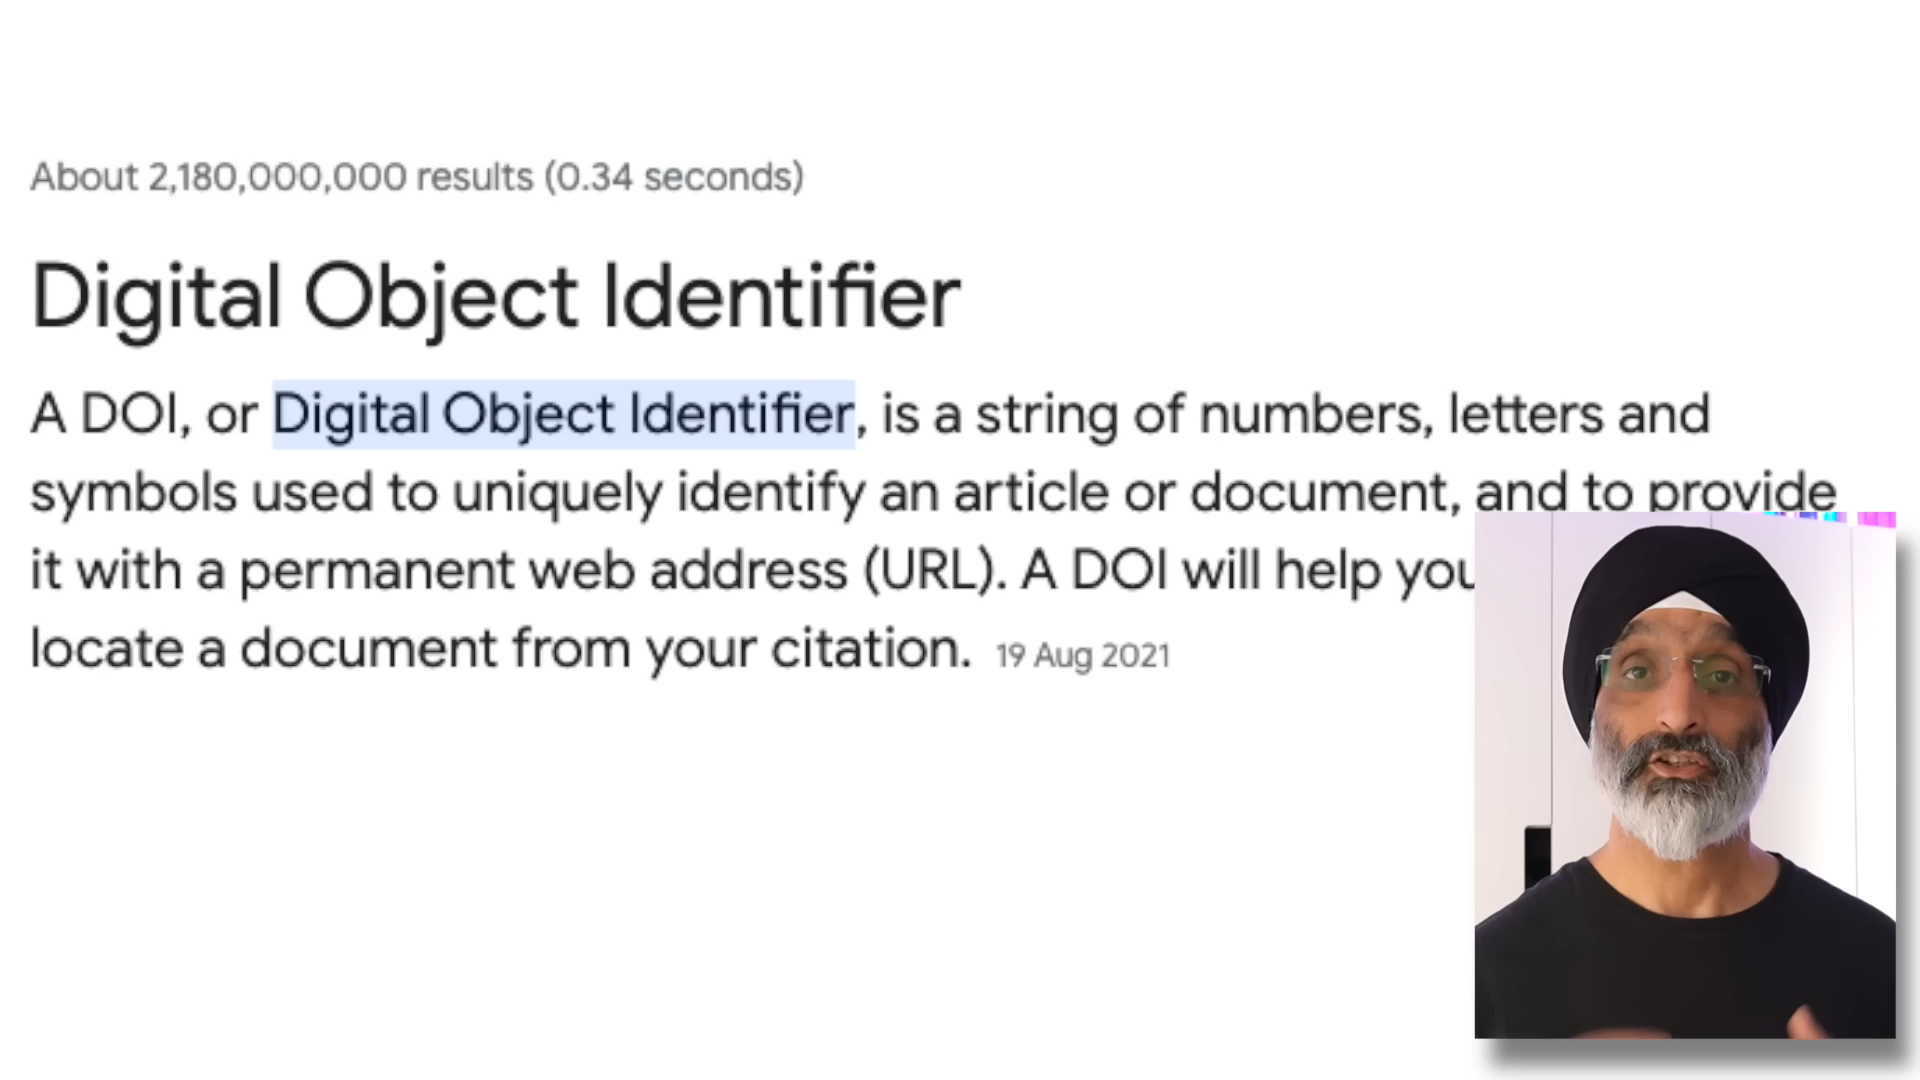 About 2,180,000,000 results (0.34 seconds)
Digital Object Identifier
A DOI, or Digital Object Identifier, is a string of numbers, letters and
symbols used to uniquely identify an article or document, and to provide
it with a permanent web address (URL). A DOI will help you
locate a document from your citation. 19 Aug 2021